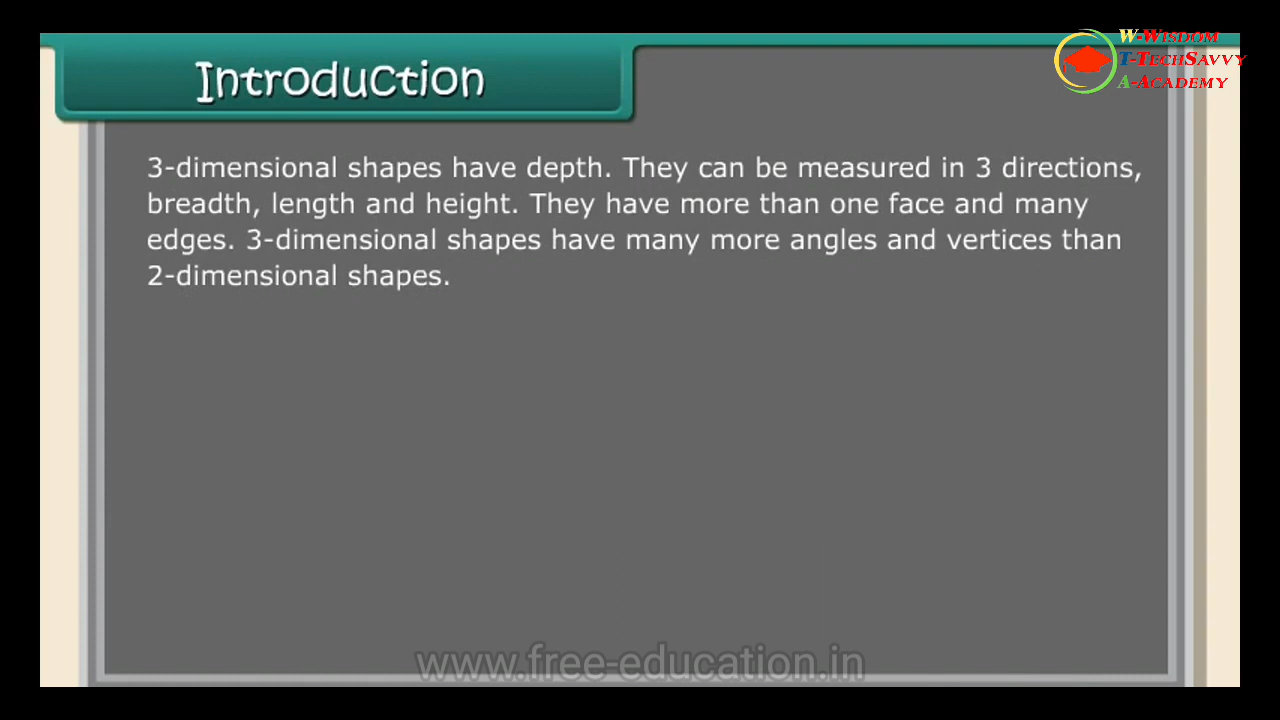 Introduction
W-WISDOM
T-TECHSAVVY
A-ACADEMY
3-dimensional shapes have depth. They can be measured in 3 directions,
breadth, length and height. They have more than one face and many
edges. 3-dimensional shapes have many more angles and vertices than
2-dimensional shapes.
www.free-education.in